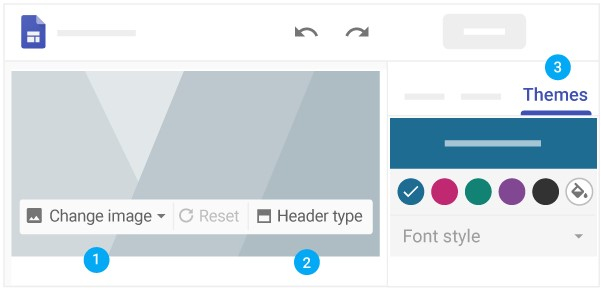 3
Themes
Change image
Reset
Header type
Font style
1
2